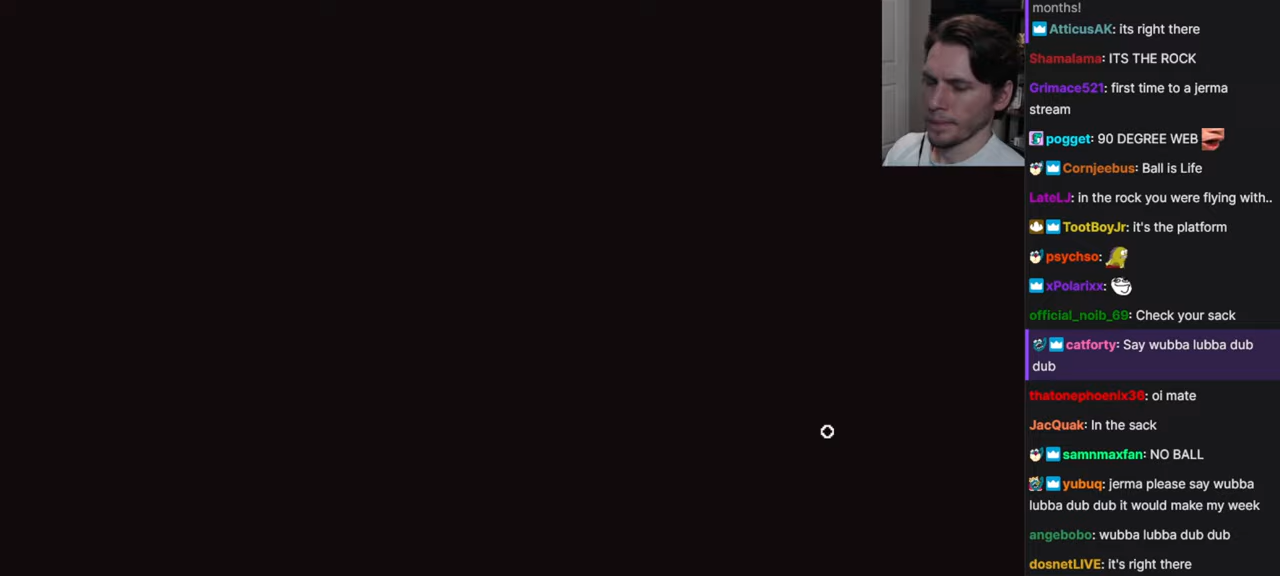 months!
AtticusAK: its right there
Shamalama: ITS THE ROCK
Grimace521: first time to a jerma
stream
pogget: 90 DEGREE WEB
Cornjeebus: Ball is Life
LateLJ: in the rock you were flying with..
TootBoyJr: it's the platform
psychso:
xPolarixx:
official_noib_69: Check your sack
catforty: Say wubba lubba dub
dub
thatonephoenix36: oi mate
JacQuak: In the sack
samnmaxfan: NO BALL
yubuq: jerma please say wubba
lubba dub dub it would make my week
angebobo: wubba lubba dub dub
dosnetLIVE: it's right there